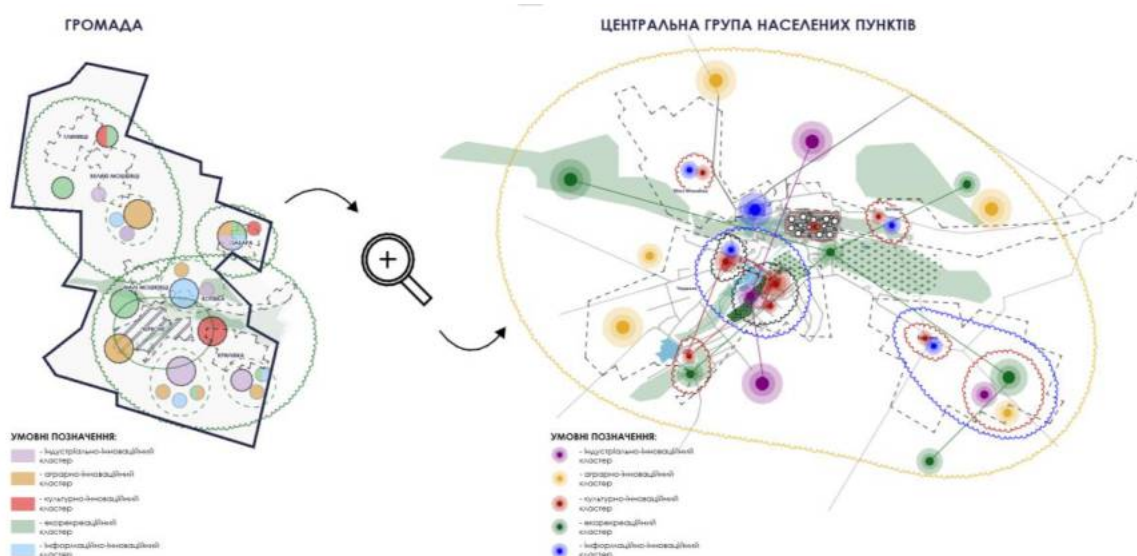 ГРОМАДА
ЦЕНТРАЛЬНА ГРУПА НАСЕЛЕНИХ ПУНКТІВ
УМОВНІ ПОЗНАЧЕННЯ:
- індустріально-інноваційний
кластер
- аграрно-інноваційний
кластер
- культурно-інноваційний
кластер
- екорекреаційний
кластер
- інформаційно-інноваційний
кластер
УМОВНІ ПОЗНАЧЕННЯ:
- індустріально-інноваційний
кластер
- аграрно-інноваційний
кластер
- культурно-інноваційний
кластер
- екорекреаційний
кластер
- інформаційно-інноваційний
кластер